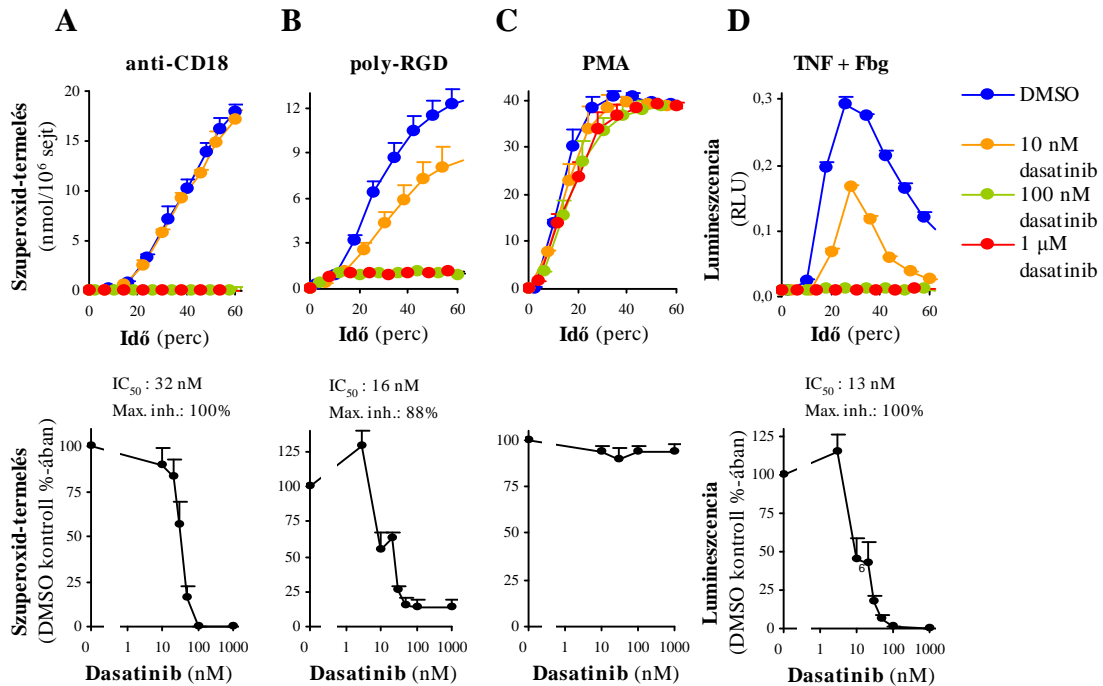 A
B
C
D
anti-CD18
poly-RGD
PMA
TNF + Fbg
Szuperoxid-termelés
(nmol/10⁶ sejt)
20
15
10
5
0
0 20 40 60
Idő (perc)
12
9
6
3
0
0 20 40 60
Idő (perc)
40
30
20
10
0
0 20 40 60
Idő (perc)
Lumineszcencia
(RLU)
0,3
0,2
0,1
0,0
0 20 40 60
Idő (perc)
DMSO
10 nM
dasatinib
100 nM
dasatinib
1 µM
dasatinib
IC₅₀ : 32 nM
Max. inh.: 100%
Szuperoxid-termelés
(DMSO kontroll %-ában)
100
75
50
25
0
0 1 10 100 1000
Dasatinib (nM)
IC₅₀ : 16 nM
Max. inh.: 88%
125
100
75
50
25
0
0 1 10 100 1000
Dasatinib (nM)
100
75
50
25
0
0 1 10 100 1000
Dasatinib (nM)
IC₅₀ : 13 nM
Max. inh.: 100%
Lumineszcencia
(DMSO kontroll %-ában)
125
100
75
50
25
0
6
0 1 10 100 1000
Dasatinib (nM)